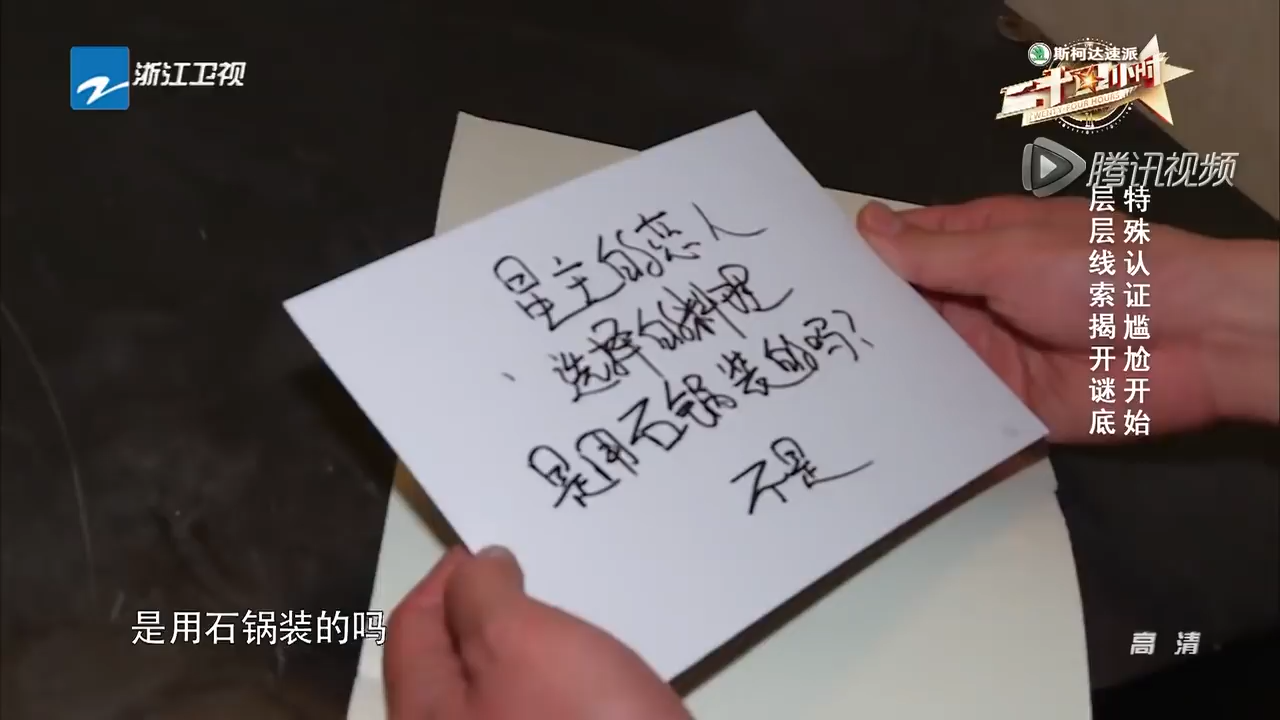 浙江卫视
斯柯达速派
二十四小时
TWENTY-FOUR HOURS
腾讯视频
特殊认证尴尬开始
层层线索揭开谜底
星主的恋人
选择的料理
是用石锅装的吗?
不是
是用石锅装的吗
高清